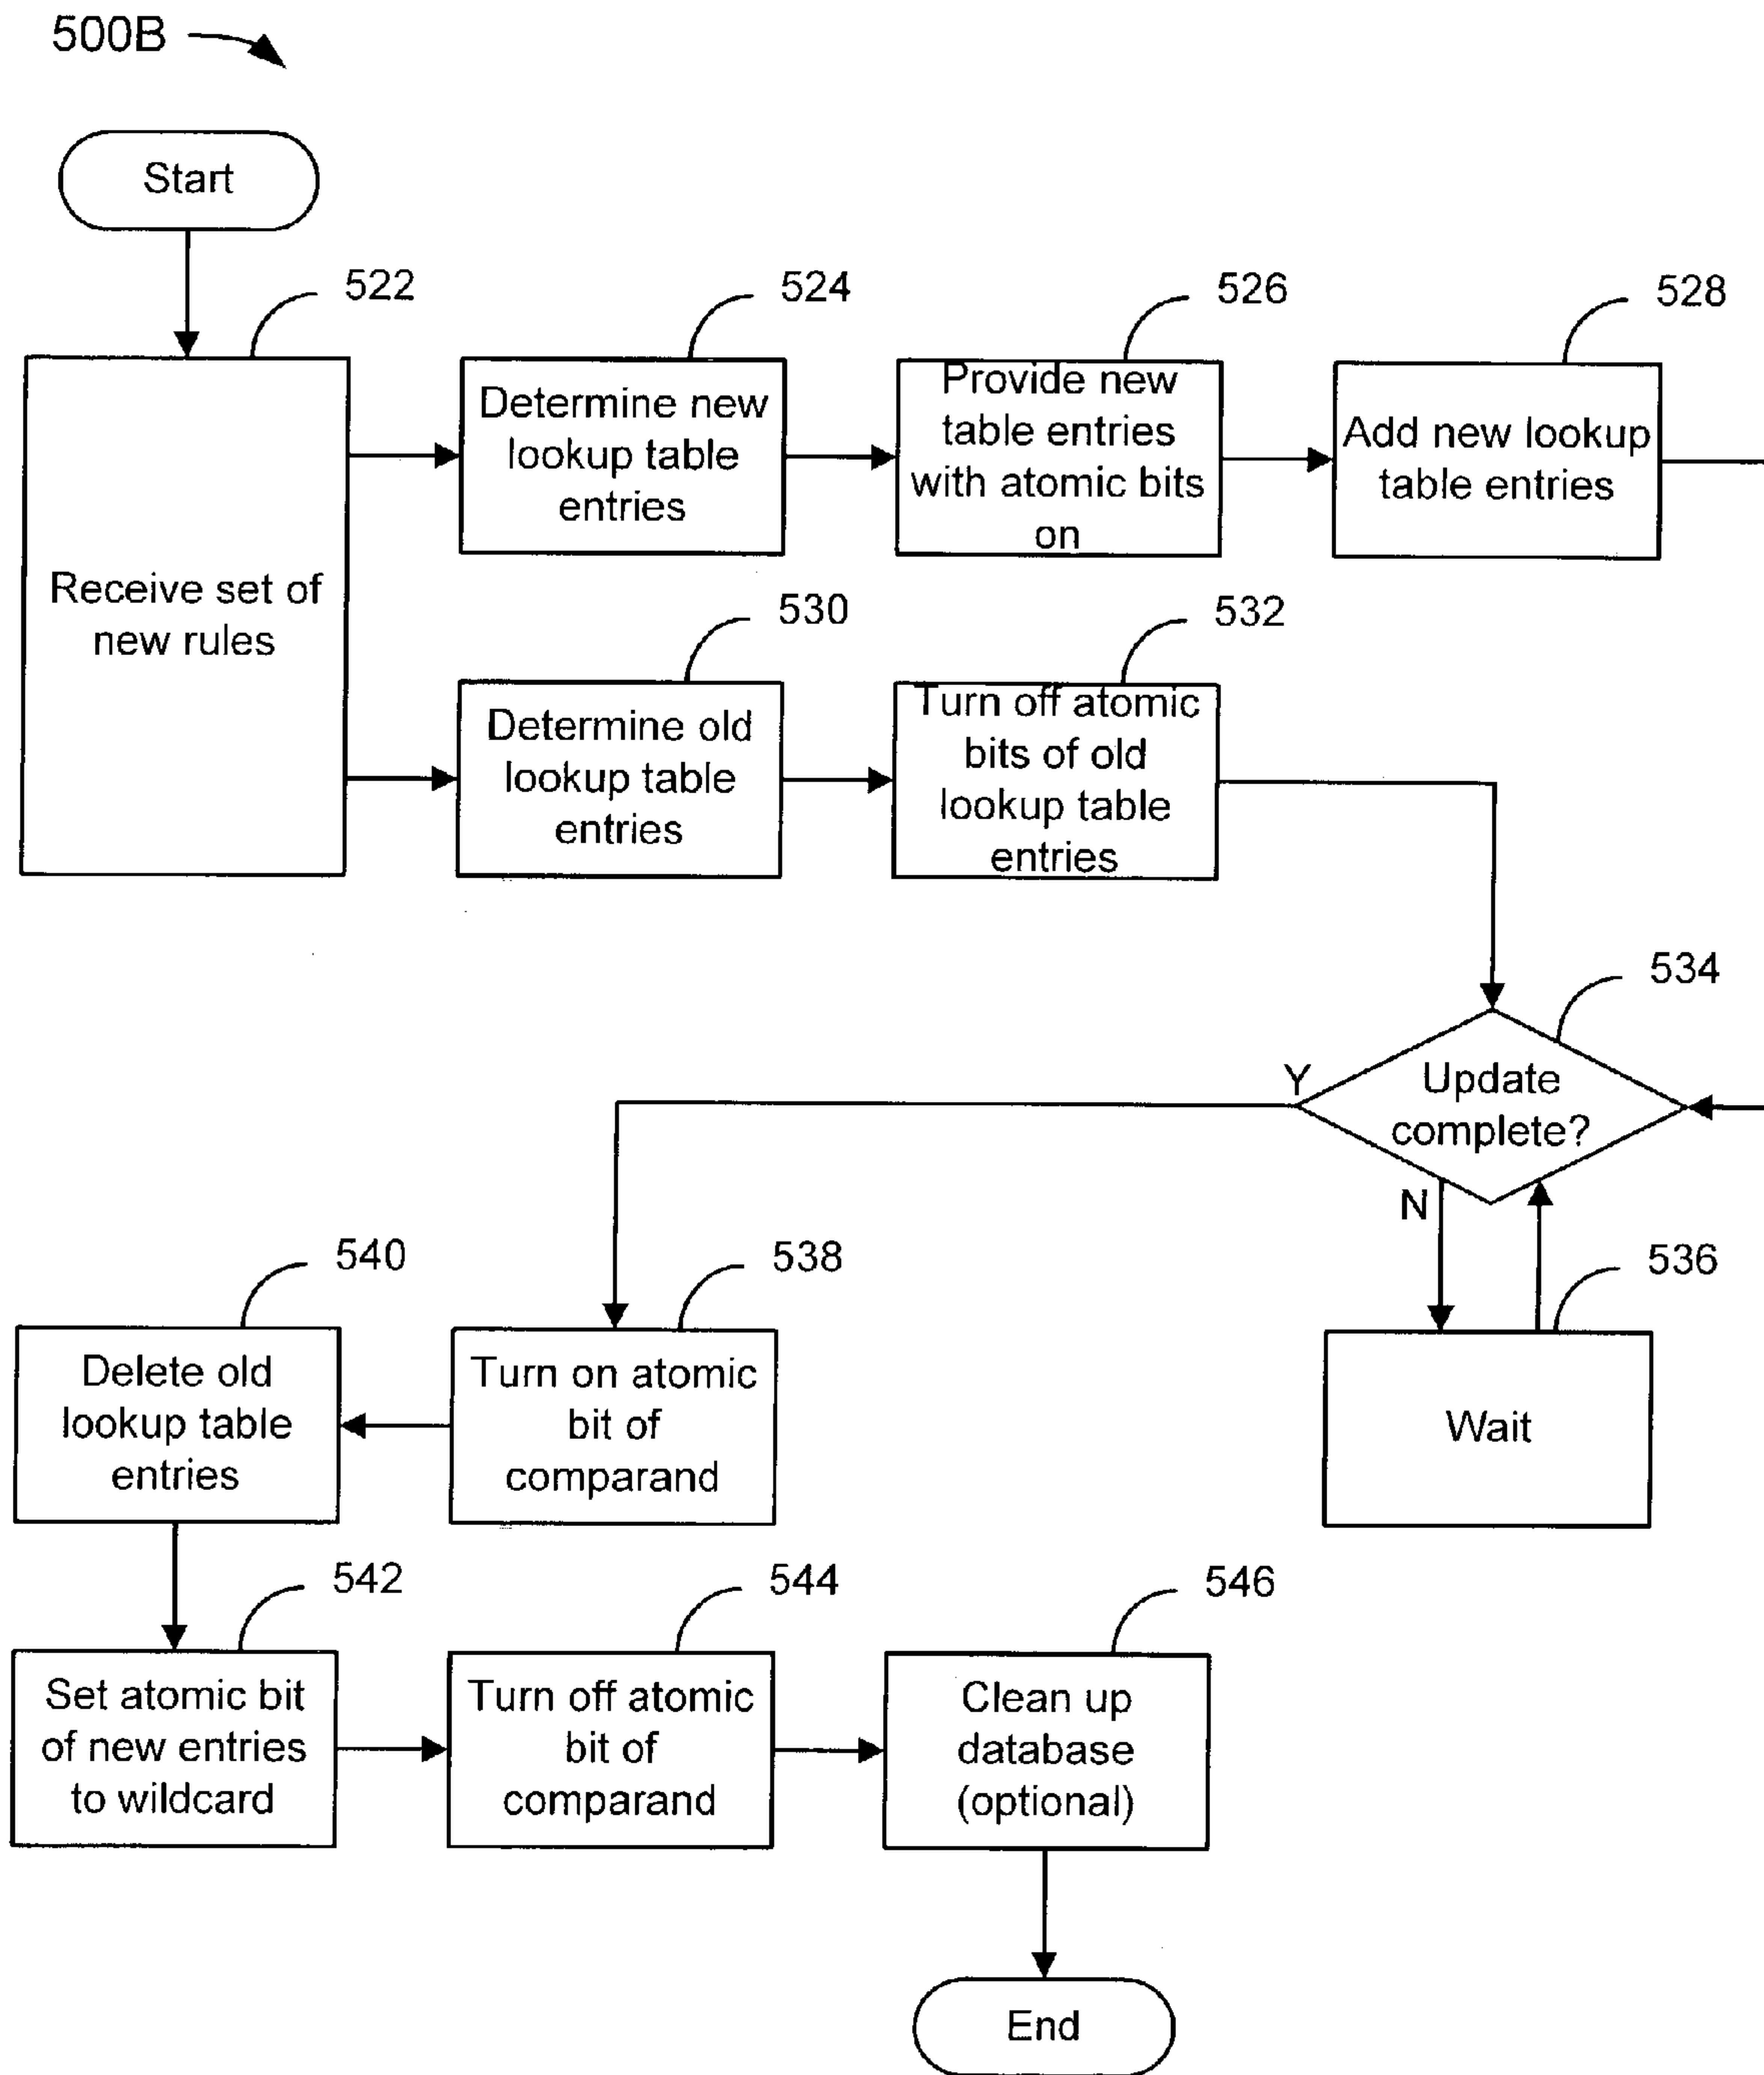 500B
Start
522
524
526
528
Receive set of
new rules
Determine new
lookup table
entries
Provide new
table entries
with atomic bits
on
Add new lookup
table entries
530
532
Determine old
lookup table
entries
Turn off atomic
bits of old
lookup table
entries
534
Update
complete?
Y
N
540
538
536
Delete old
lookup table
entries
Turn on atomic
bit of
comparand
Wait
542
544
546
Set atomic bit
of new entries
to wildcard
Turn off atomic
bit of
comparand
Clean up
database
(optional)
End